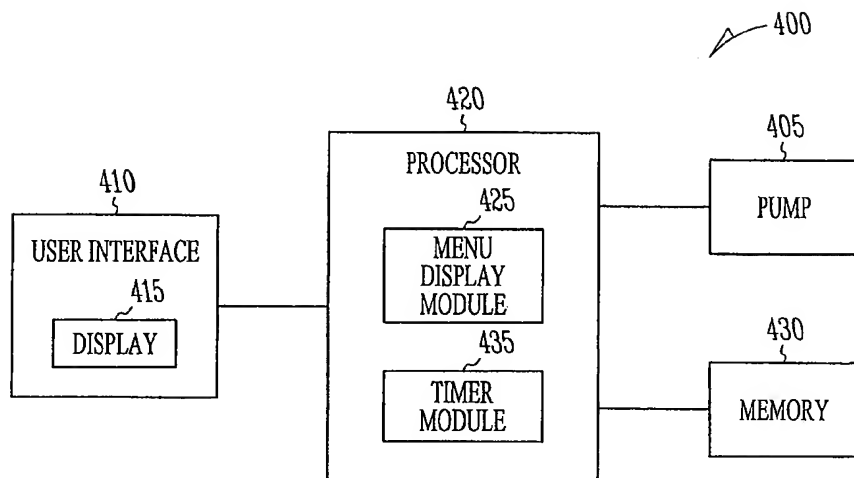 400
420
PROCESSOR
405
PUMP
410
USER INTERFACE
415
DISPLAY
425
MENU
DISPLAY
MODULE
435
TIMER
MODULE
430
MEMORY